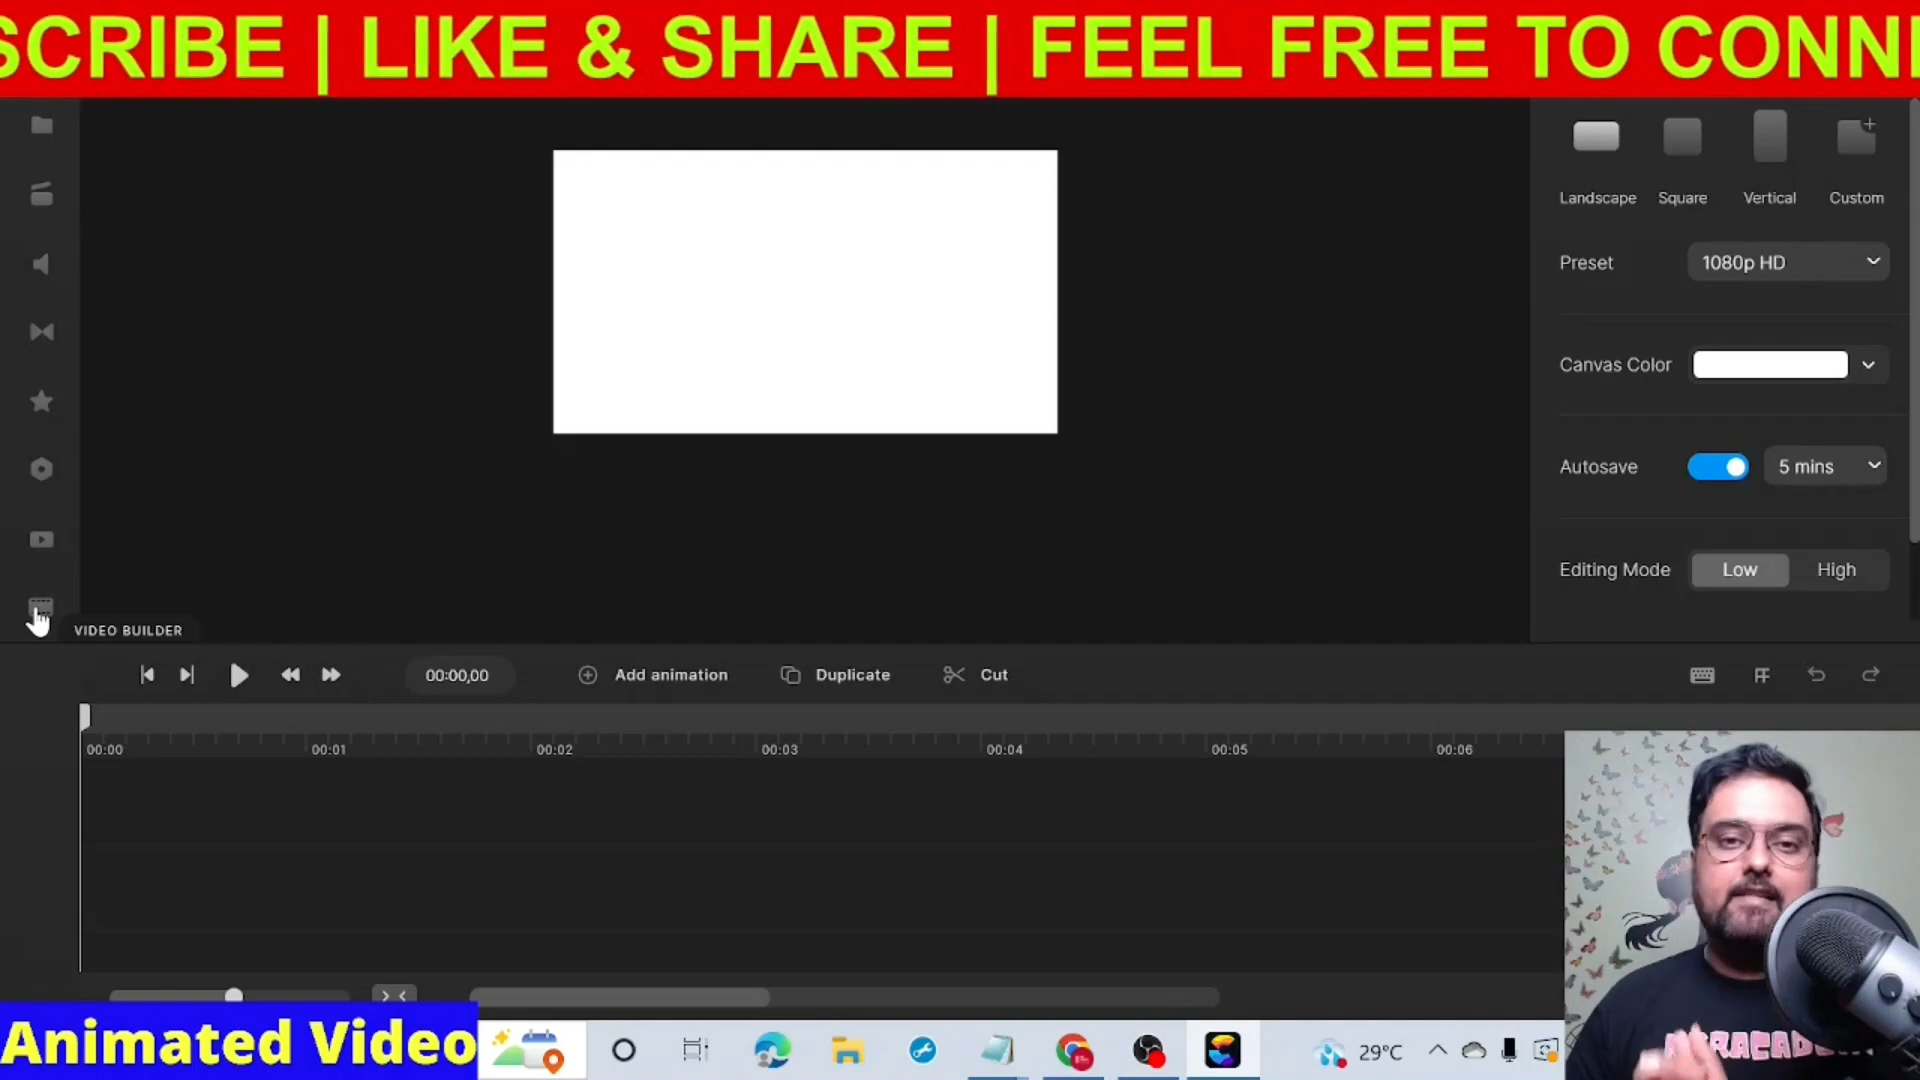 SCRIBE | LIKE & SHARE | FEEL FREE TO CONN
Landscape
Square
Vertical
Custom
Preset
1080p HD
Canvas Color
Autosave
5 mins
Editing Mode
Low
High
VIDEO BUILDER
00:00,00
Add animation
Duplicate
Cut
00:00
00:01
00:02
00:03
00:04
00:05
00:06
Animated Video
29°C